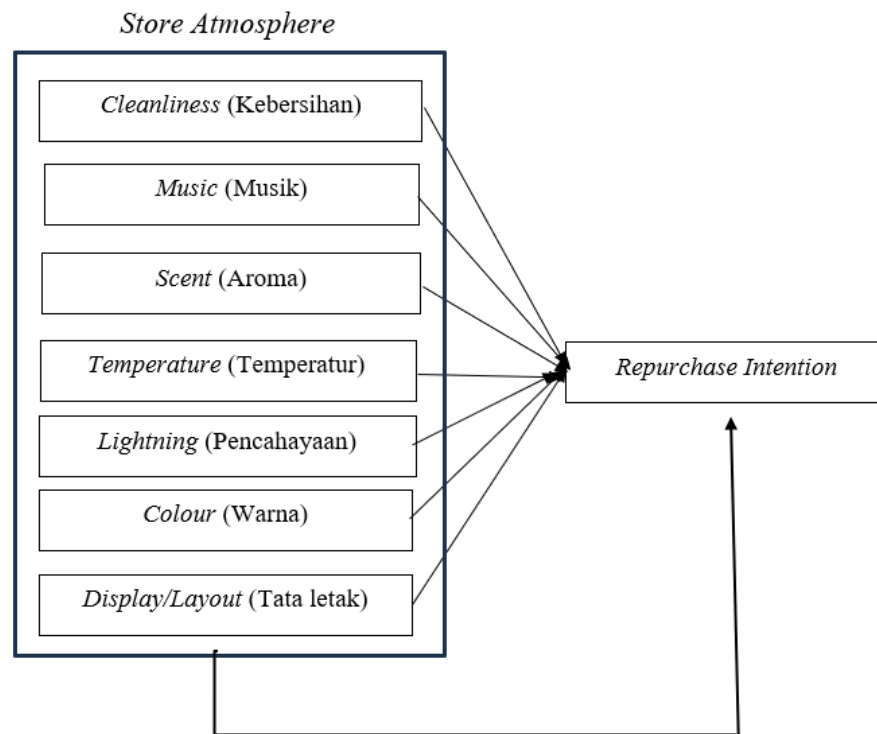 Store Atmosphere
Cleanliness (Kebersihan)
Music (Musik)
Scent (Aroma)
Temperature (Temperatur)
Lightning (Pencahayaan)
Colour (Warna)
Display/Layout (Tata letak)
Repurchase Intention